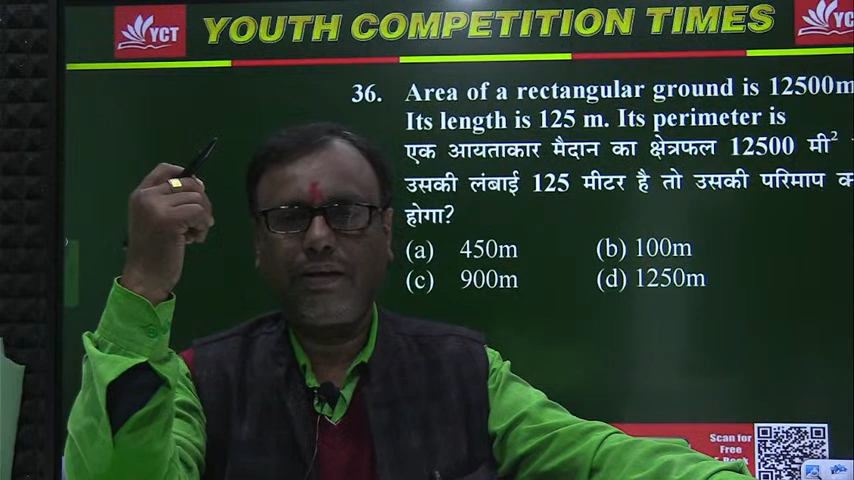 YCT
YOUTH COMPETITION TIMES
YCT
36. Area of a rectangular ground is 12500m
Its length is 125 m. Its perimeter is
एक आयताकार मैदान का क्षेत्रफल 12500 मी²
उसकी लंबाई 125 मीटर है तो उसकी परिमाप
होगा?
(a) 450m (b) 100m
(c) 900m (d) 1250m
Scan for
Free